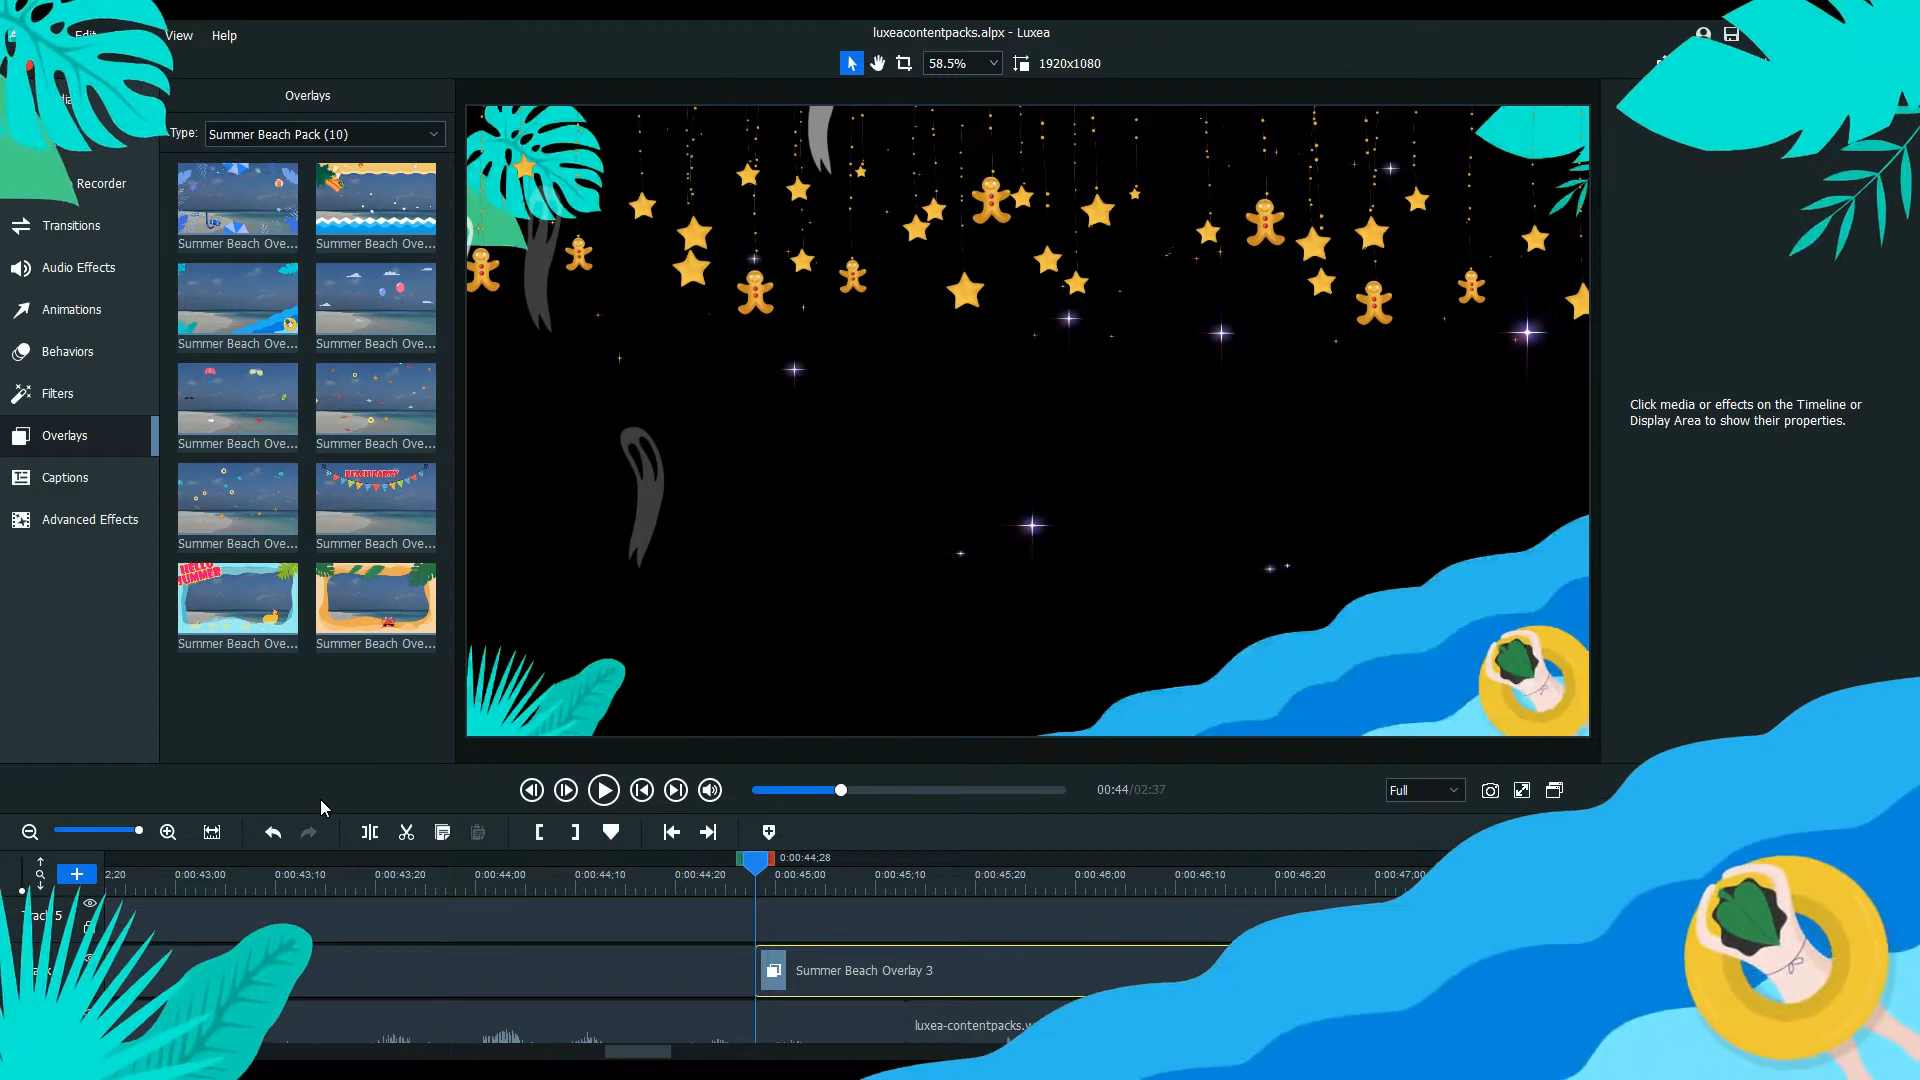 luxeacontentpacks.alpx - Luxea
Edit
View
Help
58.5%
1920x1080
Overlays
Type:
Summer Beach Pack (10)
Recorder
Transitions
Audio Effects
Animations
Behaviors
Filters
Overlays
Captions
Advanced Effects
Summer Beach Ove...
Summer Beach Ove...
Summer Beach Ove...
Summer Beach Ove...
Summer Beach Ove...
Summer Beach Ove...
BEACH PARTY
Summer Beach Ove...
Summer Beach Ove...
HELLO
SUMMER
Summer Beach Ove...
Summer Beach Ove...
Click media or effects on the Timeline or
Display Area to show their properties.
00:44/02:37
Full
0:00:44;28
2;20
0:00:43;00
0:00:43;10
0:00:43;20
0:00:44;00
0:00:44;10
0:00:44;20
0:00:45;00
0:00:45;10
0:00:45;20
0:00:46;00
0:00:46;10
0:00:46;20
0:00:47;00
Track 5
Summer Beach Overlay 3
luxea-contentpacks.w